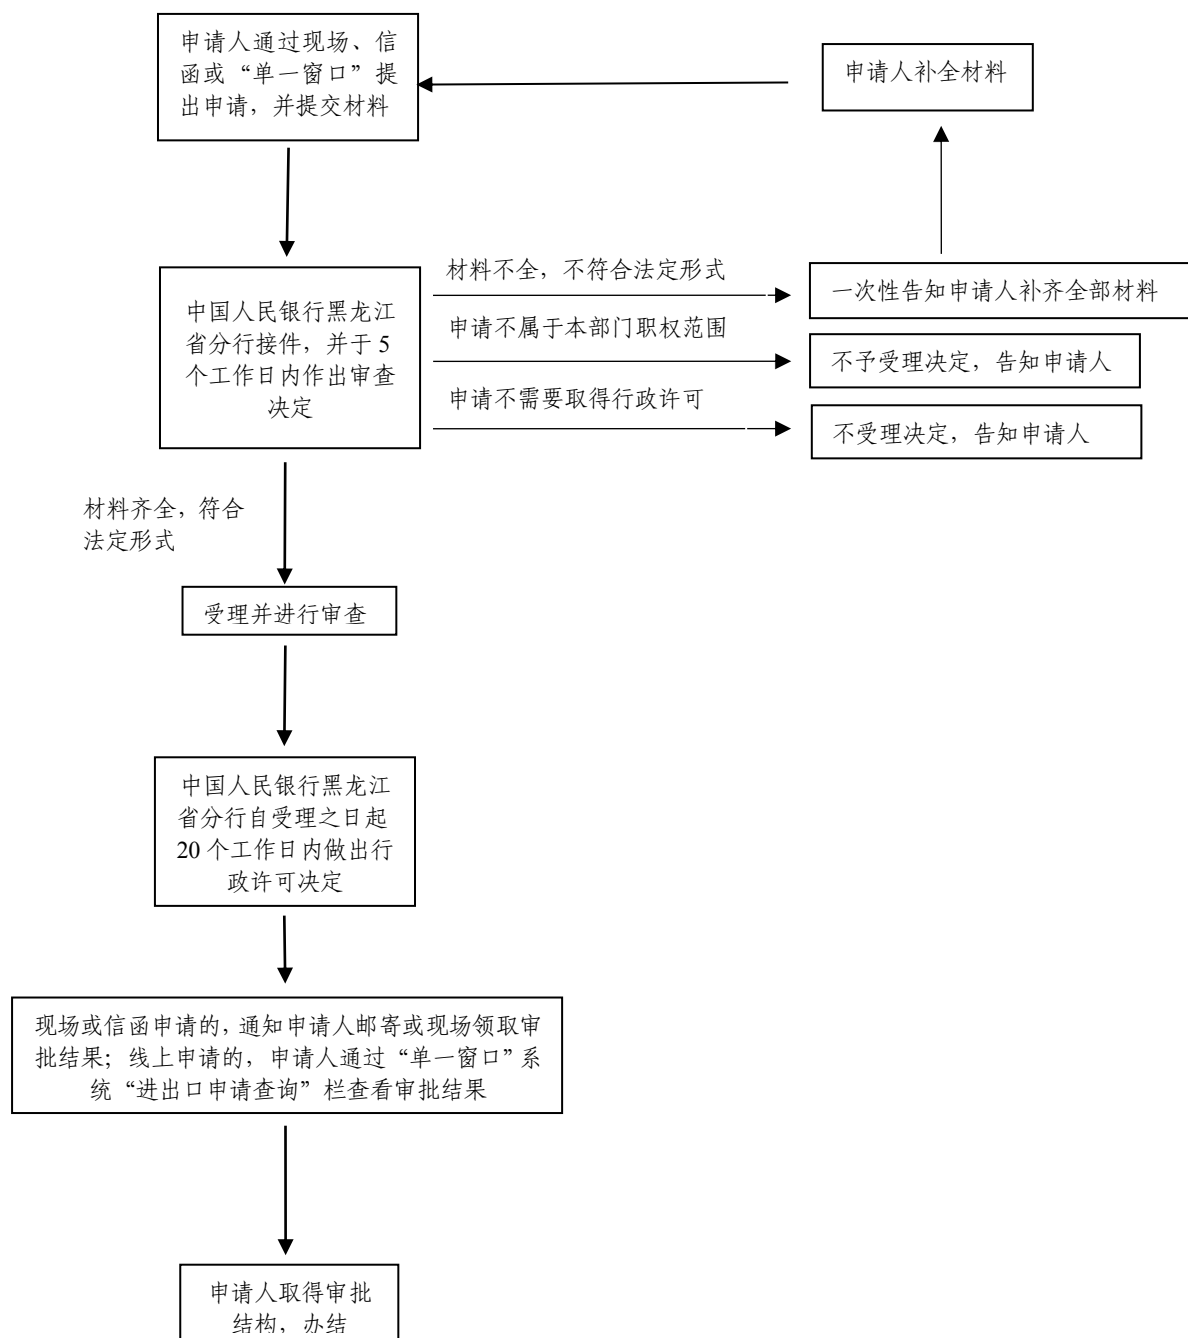 申请人通过现场、信
函或“单一窗口”提
出申请，并提交材料
申请人补全材料
中国人民银行黑龙江
省分行接件，并于 5
个工作日内作出审查
决定
材料不全，不符合法定形式
一次性告知申请人补齐全部材料
申请不属于本部门职权范围
不予受理决定，告知申请人
申请不需要取得行政许可
不受理决定，告知申请人
材料齐全，符合
法定形式
受理并进行审查
中国人民银行黑龙江
省分行自受理之日起
20 个工作日内做出行
政许可决定
现场或信函申请的，通知申请人邮寄或现场领取审
批结果；线上申请的，申请人通过“单一窗口”系
统“进出口申请查询”栏查看审批结果
申请人取得审批
结构，办结